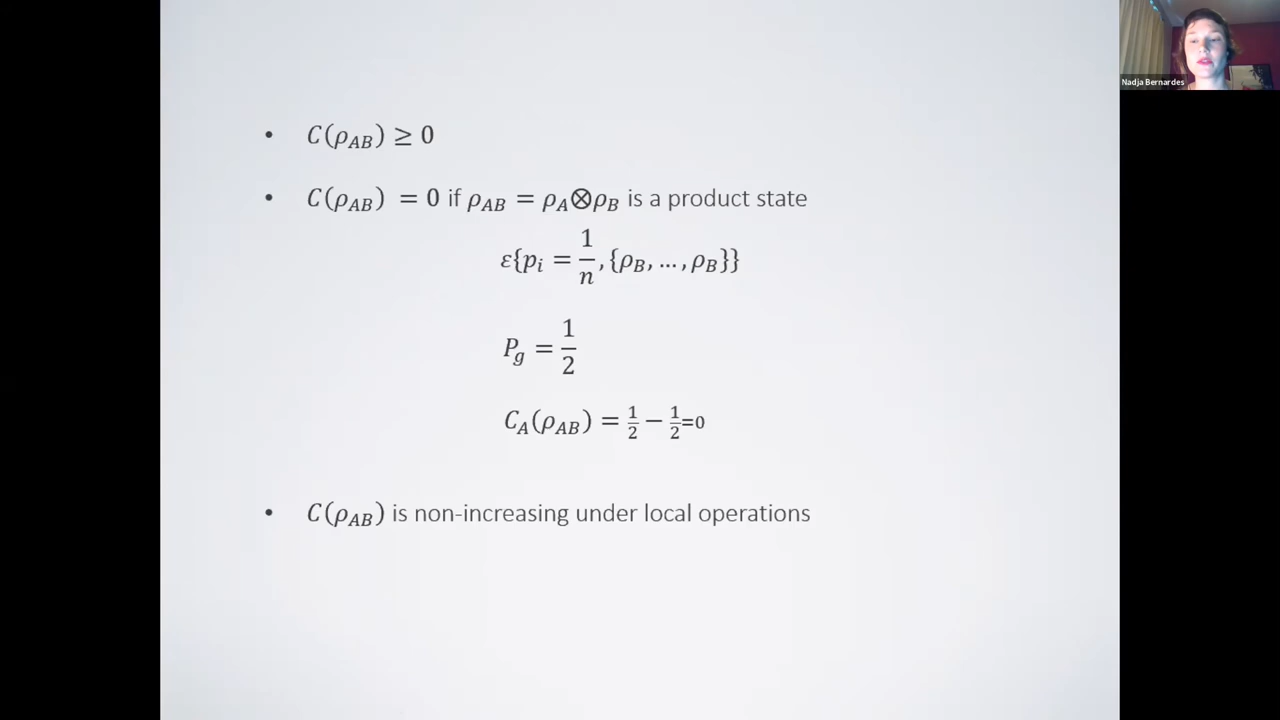 Nadja Bernardes
• C(ρ_AB) ≥ 0
• C(ρ_AB) = 0 if ρ_AB = ρ_A⊗ρ_B is a product state
ε{p_i = 1/n, {ρ_B, …, ρ_B}}
P_g = 1/2
C_A(ρ_AB) = 1/2 − 1/2=0
• C(ρ_AB) is non-increasing under local operations